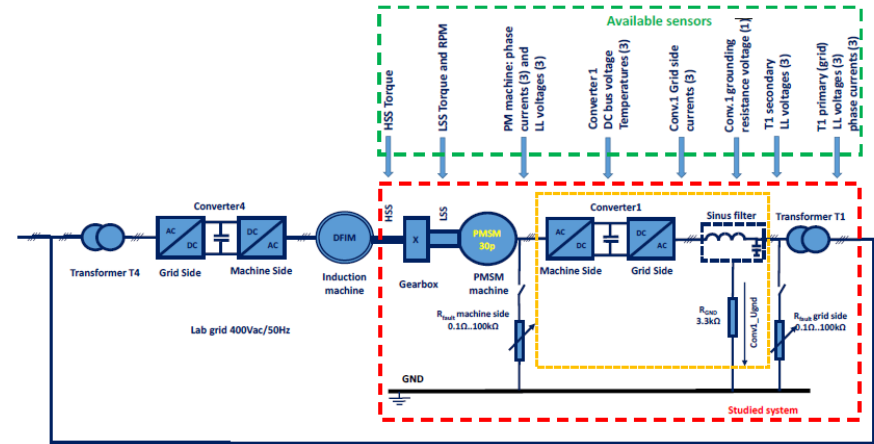 Available sensors
HSS Torque
LSS Torque and RPM
PM machine: phase
currents (3) and
LL voltages (3)
Converter 1
DC bus voltage
Temperatures (3)
Conv.1 Grid side
currents (3)
Conv.1 grounding
resistance voltage (1)
T1 secondary
LL voltages (3)
T1 primary (grid)
LL voltages (3)
phase currents (3)
Converter4
AC
DC
DC
AC
Transformer T4
Grid Side
Machine Side
DFIM
Induction
machine
HSS
X
Gearbox
LSS
PMSM
30p
PMSM
machine
Converter1
AC
DC
DC
AC
Machine Side
Grid Side
Sinus filter
Transformer T1
Rfault machine side
0.1Ω..100kΩ
RGND
3.3kΩ
Conv1_Ugnd
Rfault grid side
0.1Ω..100kΩ
Lab grid 400Vac/50Hz
GND
Studied system